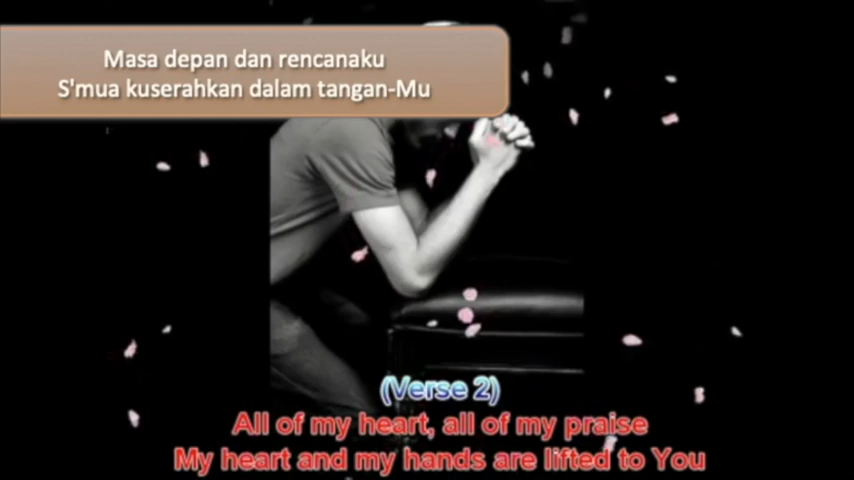 Masa depan dan rencanaku
S'mua kuserahkan dalam tangan-Mu
(Verse 2)
All of my heart, all of my praise
My heart and my hands are lifted to You